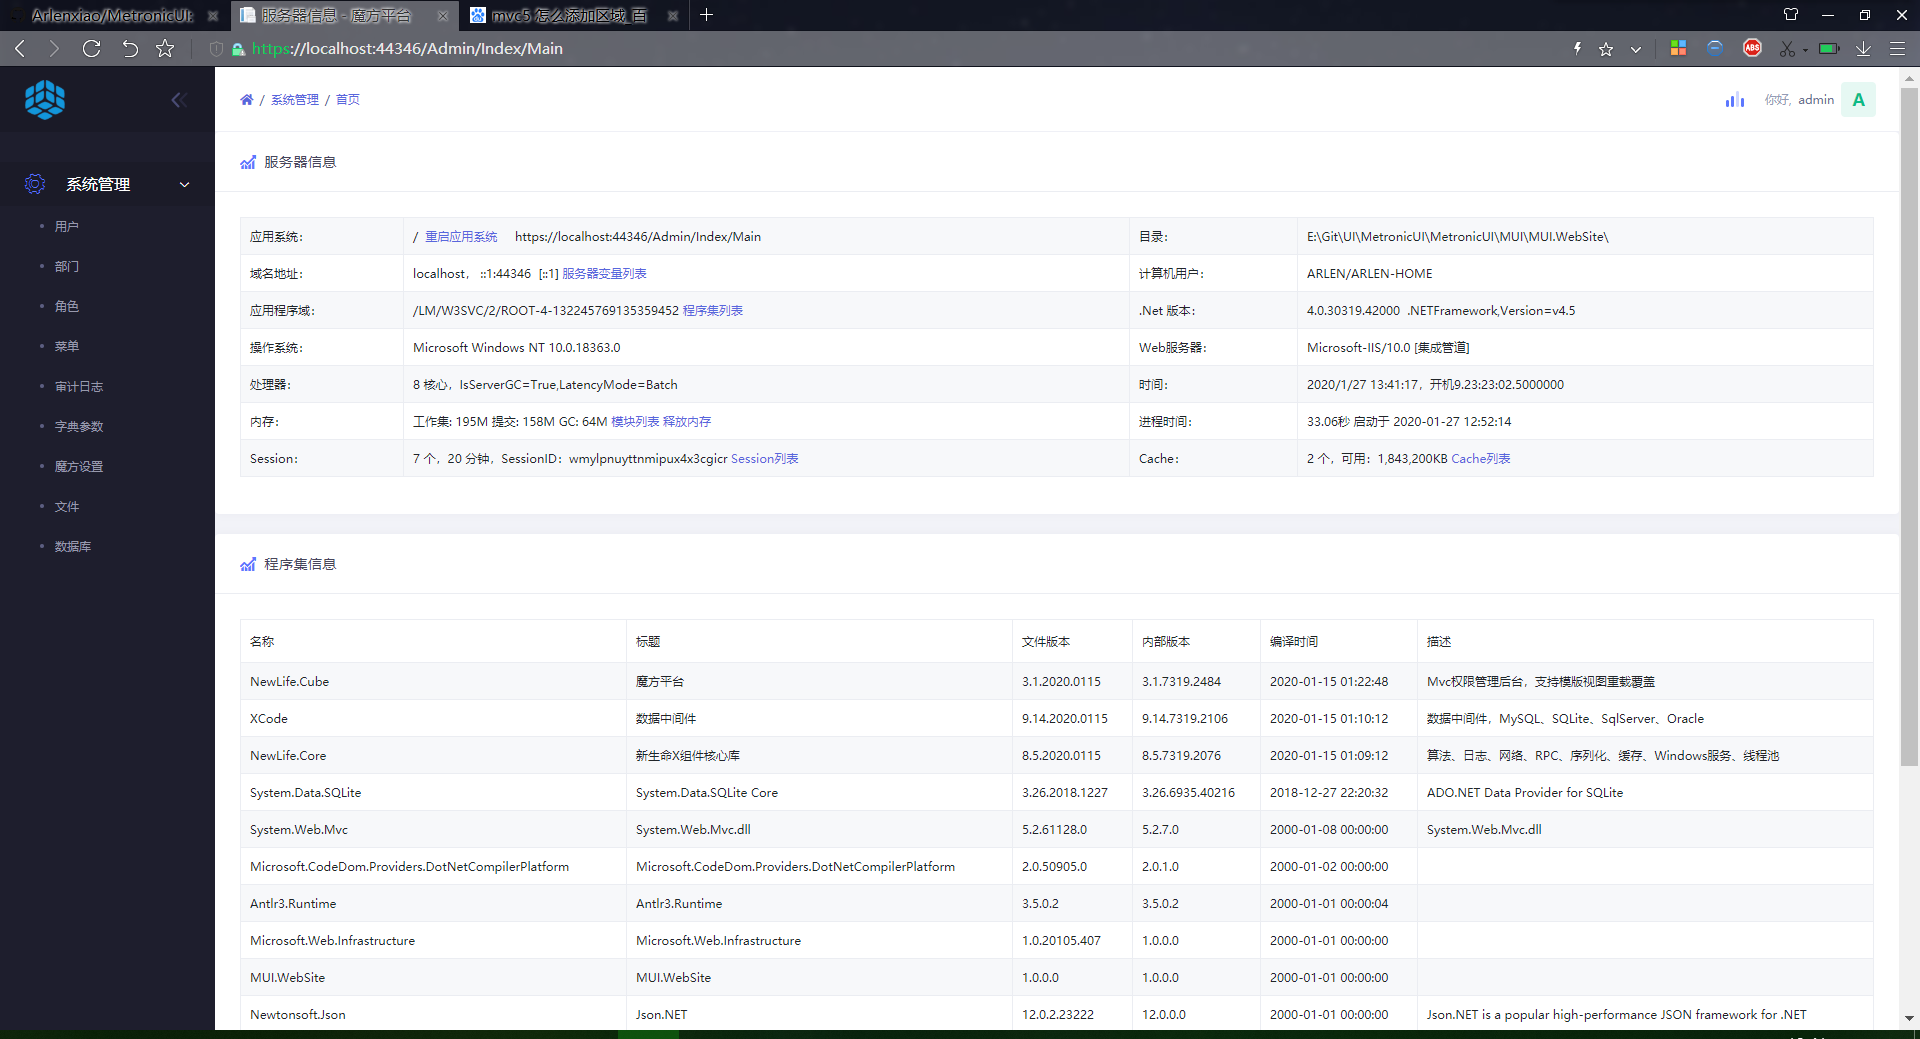 Arlenxiao/MetronicUI:
服务器信息 - 魔方平台
mvc5 怎么添加区域_百
https://localhost:44346/Admin/Index/Main
ABS
/ 系统管理 / 首页
你好, admin A
系统管理
用户
部门
角色
菜单
审计日志
字典参数
魔方设置
文件
数据库
服务器信息
应用系统: / 重启应用系统 https://localhost:44346/Admin/Index/Main 目录: E:\Git\UI\MetronicUI\MetronicUI\MUI\MUI.WebSite\
域名地址: localhost, ::1:44346 [::1] 服务器变量列表 计算机用户: ARLEN/ARLEN-HOME
应用程序域: /LM/W3SVC/2/ROOT-4-132245769135359452 程序集列表 .Net 版本: 4.0.30319.42000 .NETFramework,Version=v4.5
操作系统: Microsoft Windows NT 10.0.18363.0 Web服务器: Microsoft-IIS/10.0 [集成管道]
处理器: 8 核心，IsServerGC=True,LatencyMode=Batch 时间: 2020/1/27 13:41:17，开机9.23:23:02.5000000
内存: 工作集: 195M 提交: 158M GC: 64M 模块列表 释放内存 进程时间: 33.06秒 启动于 2020-01-27 12:52:14
Session: 7 个，20 分钟，SessionID：wmylpnuyttnmipux4x3cgicr Session列表 Cache: 2 个，可用：1,843,200KB Cache列表
程序集信息
名称 标题 文件版本 内部版本 编译时间 描述
NewLife.Cube 魔方平台 3.1.2020.0115 3.1.7319.2484 2020-01-15 01:22:48 Mvc权限管理后台，支持模版视图重载覆盖
XCode 数据中间件 9.14.2020.0115 9.14.7319.2106 2020-01-15 01:10:12 数据中间件，MySQL、SQLite、SqlServer、Oracle
NewLife.Core 新生命X组件核心库 8.5.2020.0115 8.5.7319.2076 2020-01-15 01:09:12 算法、日志、网络、RPC、序列化、缓存、Windows服务、线程池
System.Data.SQLite System.Data.SQLite Core 3.26.2018.1227 3.26.6935.40216 2018-12-27 22:20:32 ADO.NET Data Provider for SQLite
System.Web.Mvc System.Web.Mvc.dll 5.2.61128.0 5.2.7.0 2000-01-08 00:00:00 System.Web.Mvc.dll
Microsoft.CodeDom.Providers.DotNetCompilerPlatform Microsoft.CodeDom.Providers.DotNetCompilerPlatform 2.0.50905.0 2.0.1.0 2000-01-02 00:00:00
Antlr3.Runtime Antlr3.Runtime 3.5.0.2 3.5.0.2 2000-01-01 00:00:04
Microsoft.Web.Infrastructure Microsoft.Web.Infrastructure 1.0.20105.407 1.0.0.0 2000-01-01 00:00:00
MUI.WebSite MUI.WebSite 1.0.0.0 1.0.0.0 2000-01-01 00:00:00
Newtonsoft.Json Json.NET 12.0.2.23222 12.0.0.0 2000-01-01 00:00:00 Json.NET is a popular high-performance JSON framework for .NET